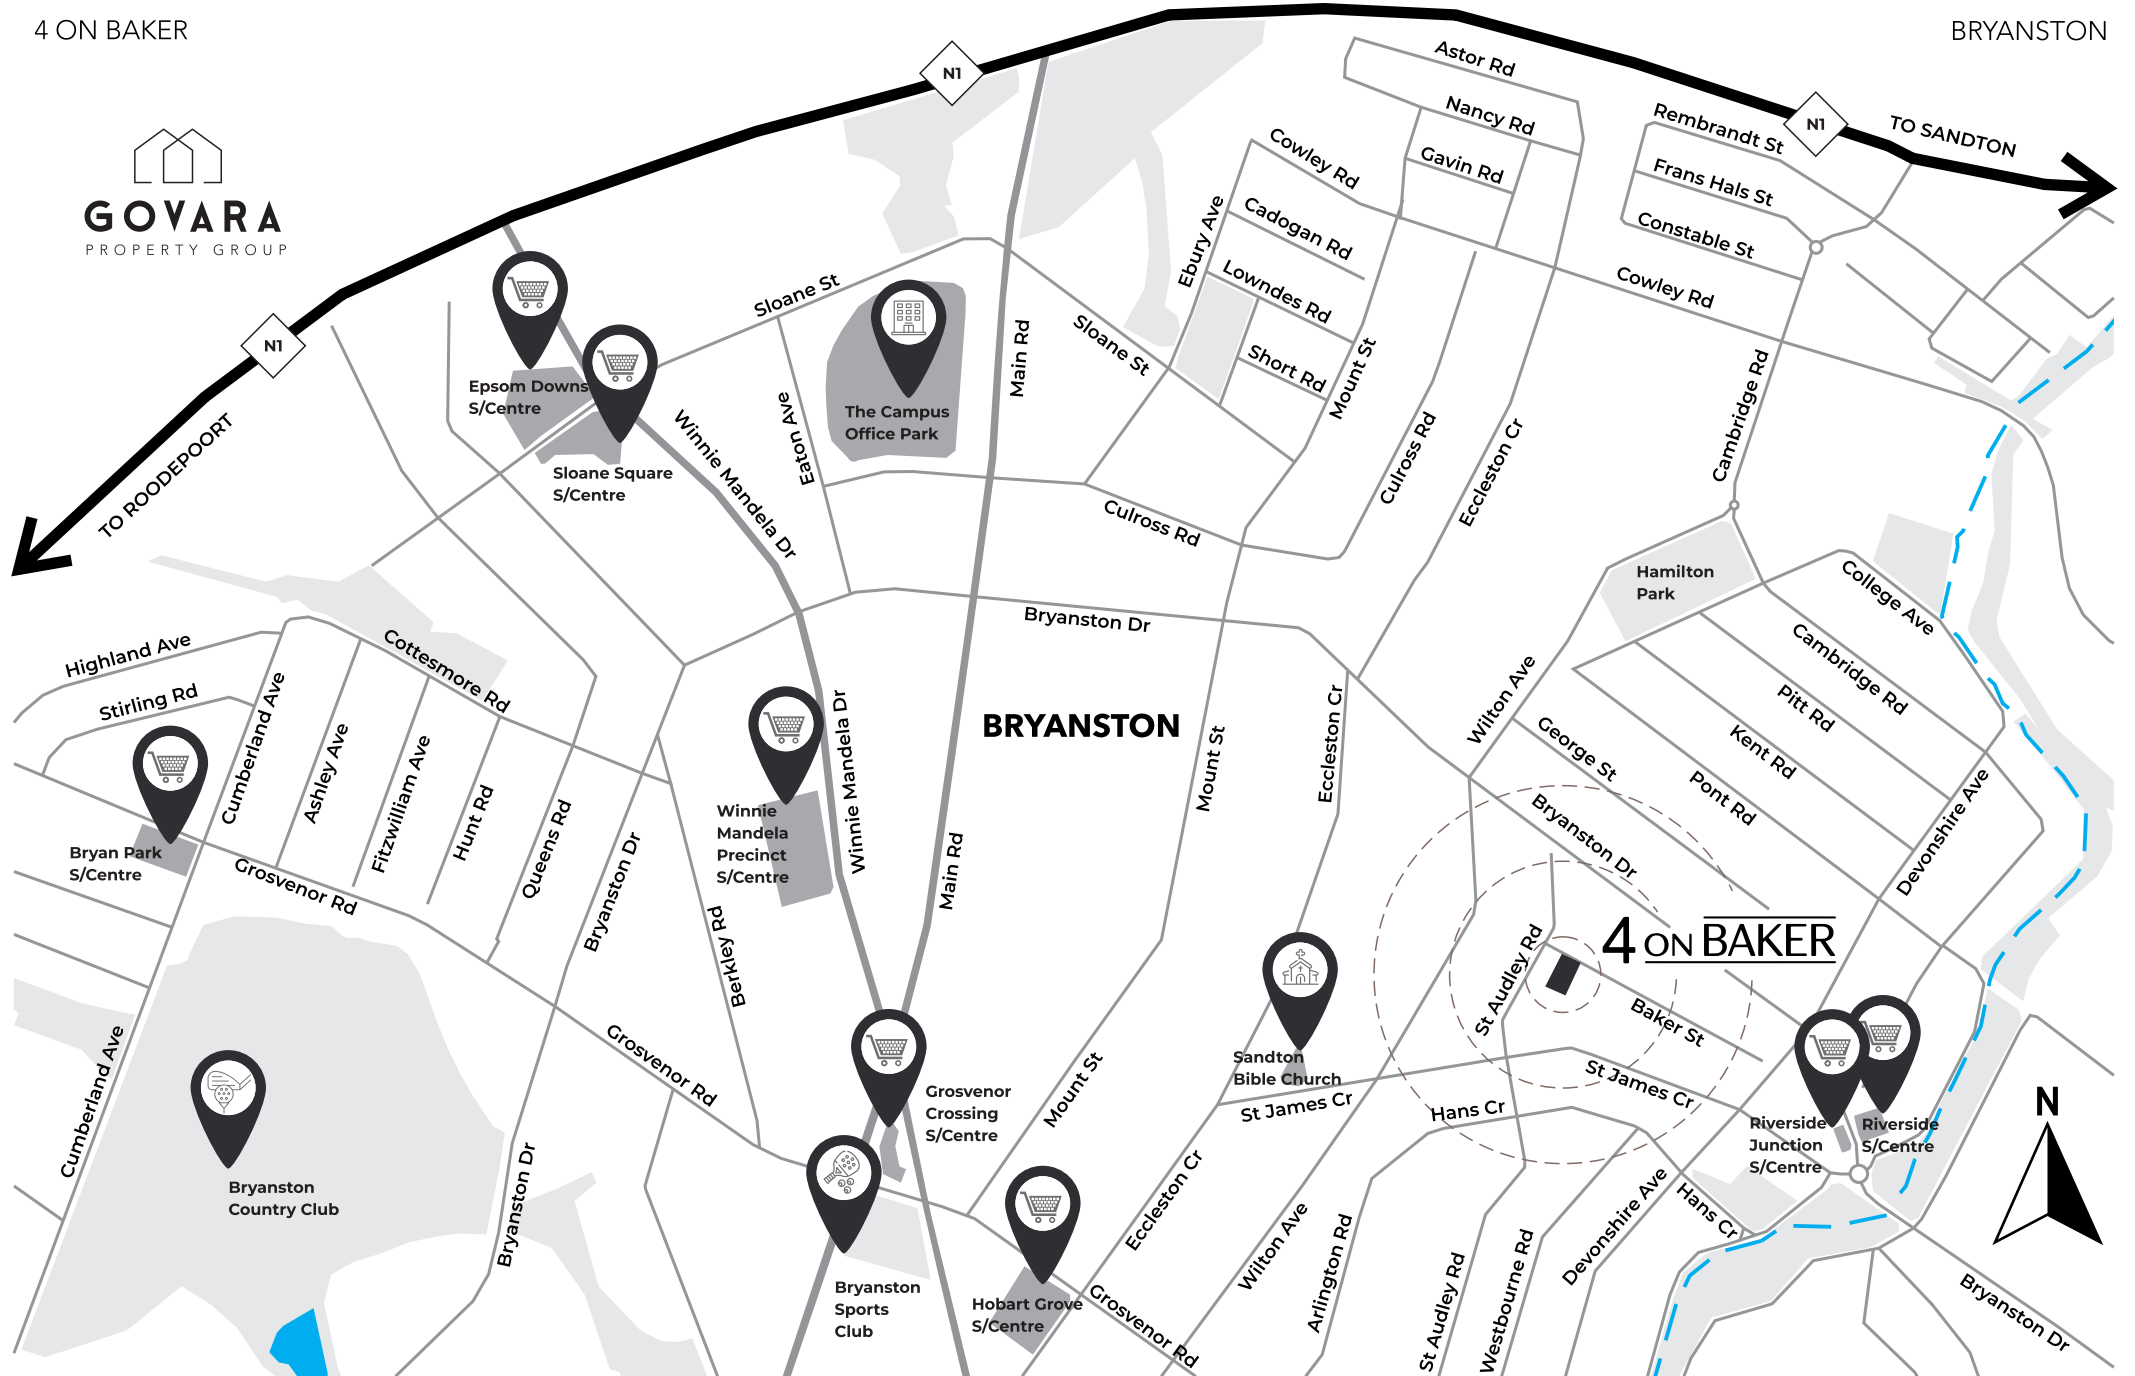 4 ON BAKER
BRYANSTON
GOVARA
PROPERTY GROUP
N1
N1
N1
TO SANDTON
TO ROODEPOORT
Astor Rd
Nancy Rd
Gavin Rd
Cowley Rd
Cadogan Rd
Lowndes Rd
Short Rd
Ebury Ave
Mount St
Rembrandt St
Frans Hals St
Constable St
Cowley Rd
Cambridge Rd
Sloane St
Sloane St
Main Rd
Eaton Ave
The Campus
Office Park
Epsom Downs
S/Centre
Sloane Square
S/Centre
Winnie Mandela Dr
Culross Rd
Culross Rd
Eccleston Cr
Bryanston Dr
Hamilton
Park
College Ave
Cambridge Rd
Pitt Rd
Kent Rd
Pont Rd
George St
Wilton Ave
Devonshire Ave
Bryanston Dr
Highland Ave
Stirling Rd
Cottesmore Rd
Cumberland Ave
Ashley Ave
Fitzwilliam Ave
Hunt Rd
Queens Rd
Bryanston Dr
Bryan Park
S/Centre
Grosvenor Rd
Winnie
Mandela
Precinct
S/Centre
Winnie Mandela Dr
BRYANSTON
Main Rd
Mount St
Eccleston Cr
Berkley Rd
4 ON BAKER
St Audley Rd
Baker St
Sandton
Bible Church
St James Cr
St James Cr
Hans Cr
Riverside
Junction
S/Centre
Riverside
S/Centre
N
Cumberland Ave
Bryanston
Country Club
Bryanston Dr
Grosvenor Rd
Grosvenor
Crossing
S/Centre
Mount St
Bryanston
Sports
Club
Hobart Grove
S/Centre
Grosvenor Rd
Eccleston Cr
Wilton Ave
Arlington Rd
St Audley Rd
Westbourne Rd
Devonshire Ave
Hans Cr
Bryanston Dr